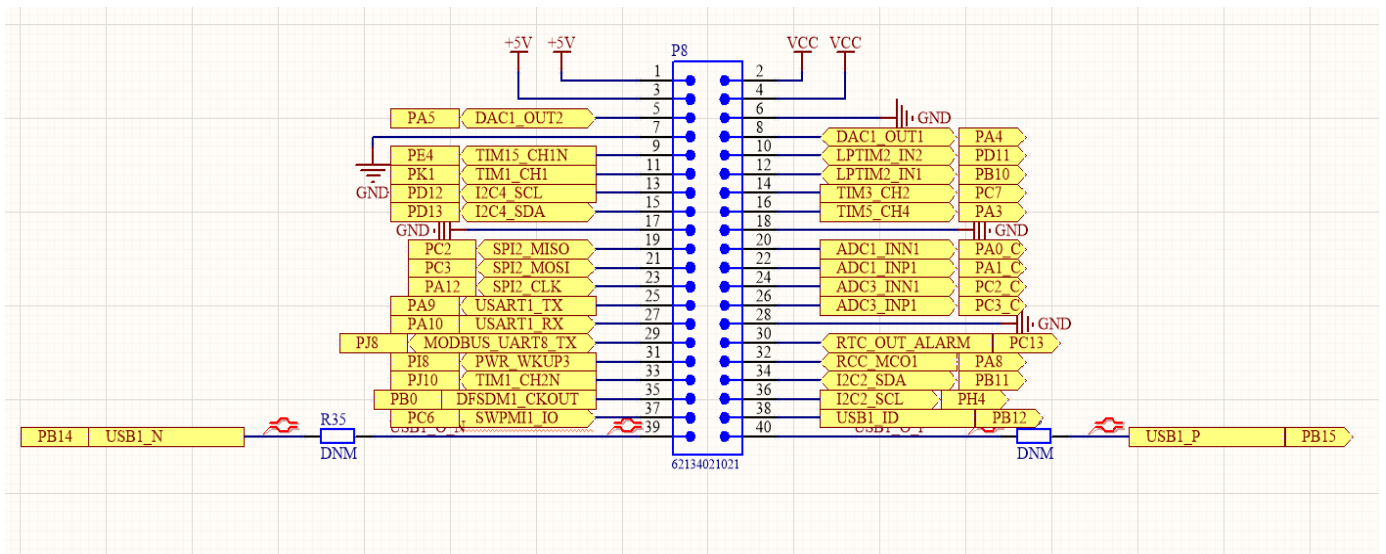 +5V +5V VCC VCC
P8
1 2
3 4
PA5 DAC1_OUT2 5 6 GND
7 8 DAC1_OUT1 PA4
PE4 TIM15_CH1N 9 10 LPTIM2_IN2 PD11
PK1 TIM1_CH1 11 12 LPTIM2_IN1 PB10
GND PD12 I2C4_SCL 13 14 TIM3_CH2 PC7
PD13 I2C4_SDA 15 16 TIM5_CH4 PA3
GND 17 18 GND
PC2 SPI2_MISO 19 20 ADC1_INN1 PA0_C
PC3 SPI2_MOSI 21 22 ADC1_INP1 PA1_C
PA12 SPI2_CLK 23 24 ADC3_INN1 PC2_C
PA9 USART1_TX 25 26 ADC3_INP1 PC3_C
PA10 USART1_RX 27 28 GND
PJ8 MODBUS_UART8_TX 29 30 RTC_OUT_ALARM PC13
PI8 PWR_WKUP3 31 32 RCC_MCO1 PA8
PJ10 TIM1_CH2N 33 34 I2C2_SDA PB11
PB0 DFSDM1_CKOUT 35 36 I2C2_SCL PH4
PC6 SWPMI1_IO 37 38 USB1_ID PB12
PB14 USB1_N R35 39 40 USB1_P PB15
DNM DNM
62134021021